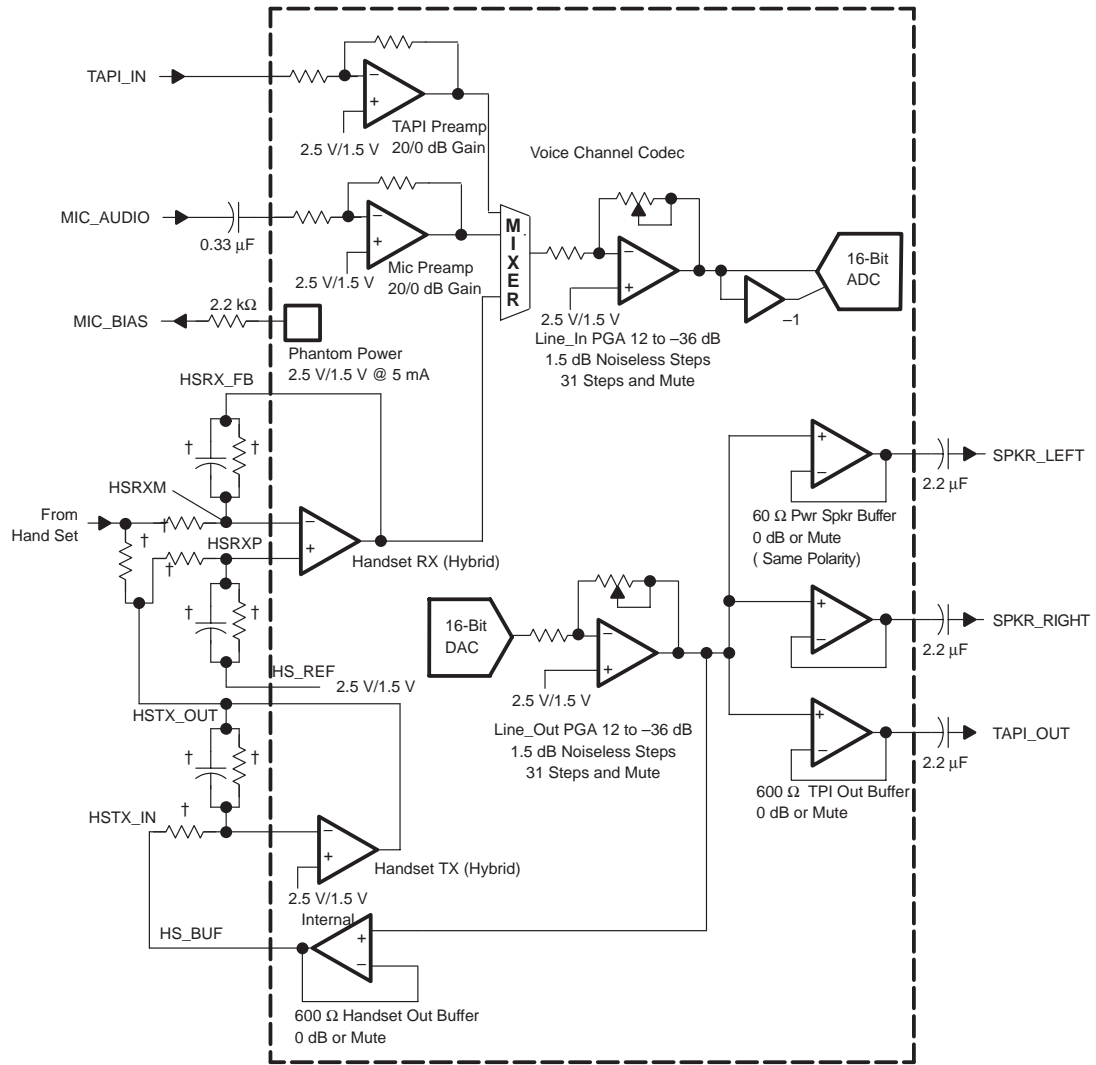 TAPI_IN
−
+
2.5 V/1.5 V
TAPI Preamp
20/0 dB Gain
Voice Channel Codec
MIC_AUDIO
0.33 μF
−
+
2.5 V/1.5 V
Mic Preamp
20/0 dB Gain
MIXER
−
+
2.5 V/1.5 V
16-Bit
ADC
–1
Line_In PGA 12 to –36 dB
1.5 dB Noiseless Steps
31 Steps and Mute
MIC_BIAS
2.2 kΩ
Phantom Power
2.5 V/1.5 V @ 5 mA
HSRX_FB
†
†
HSRXM
From
Hand Set
†
†
HSRXP
†
−
+
Handset RX (Hybrid)
†
†
HS_REF
2.5 V/1.5 V
16-Bit
DAC
−
+
2.5 V/1.5 V
Line_Out PGA 12 to –36 dB
1.5 dB Noiseless Steps
31 Steps and Mute
+
−
SPKR_LEFT
2.2 μF
60 Ω Pwr Spkr Buffer
0 dB or Mute
( Same Polarity)
+
−
SPKR_RIGHT
2.2 μF
+
−
TAPI_OUT
2.2 μF
600 Ω TPI Out Buffer
0 dB or Mute
HSTX_OUT
†
†
HSTX_IN
†
−
+
Handset TX (Hybrid)
2.5 V/1.5 V
Internal
HS_BUF
+
−
600 Ω Handset Out Buffer
0 dB or Mute